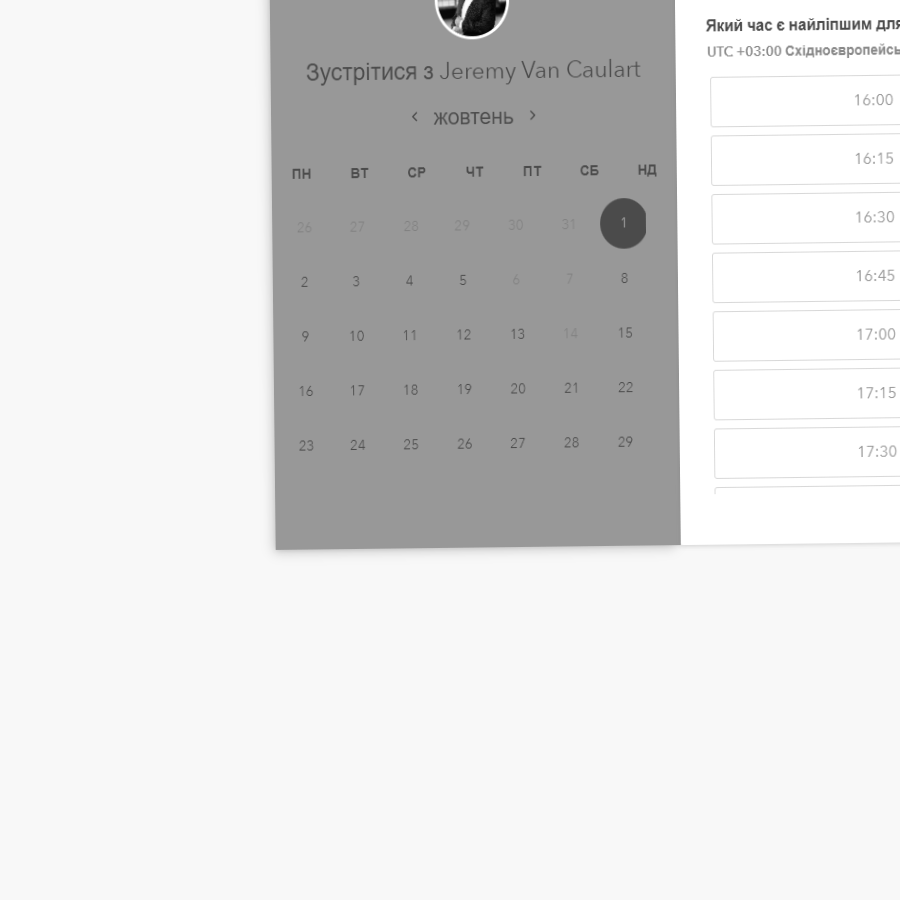 Зустрітися з Jeremy Van Caulart
‹ жовтень ›
ПН ВТ СР ЧТ ПТ СБ НД
26 27 28 29 30 31 1
2 3 4 5 6 7 8
9 10 11 12 13 14 15
16 17 18 19 20 21 22
23 24 25 26 27 28 29
Який час є найліпшим для
UTC +03:00
16:00
16:15
16:30
16:45
17:00
17:15
17:30